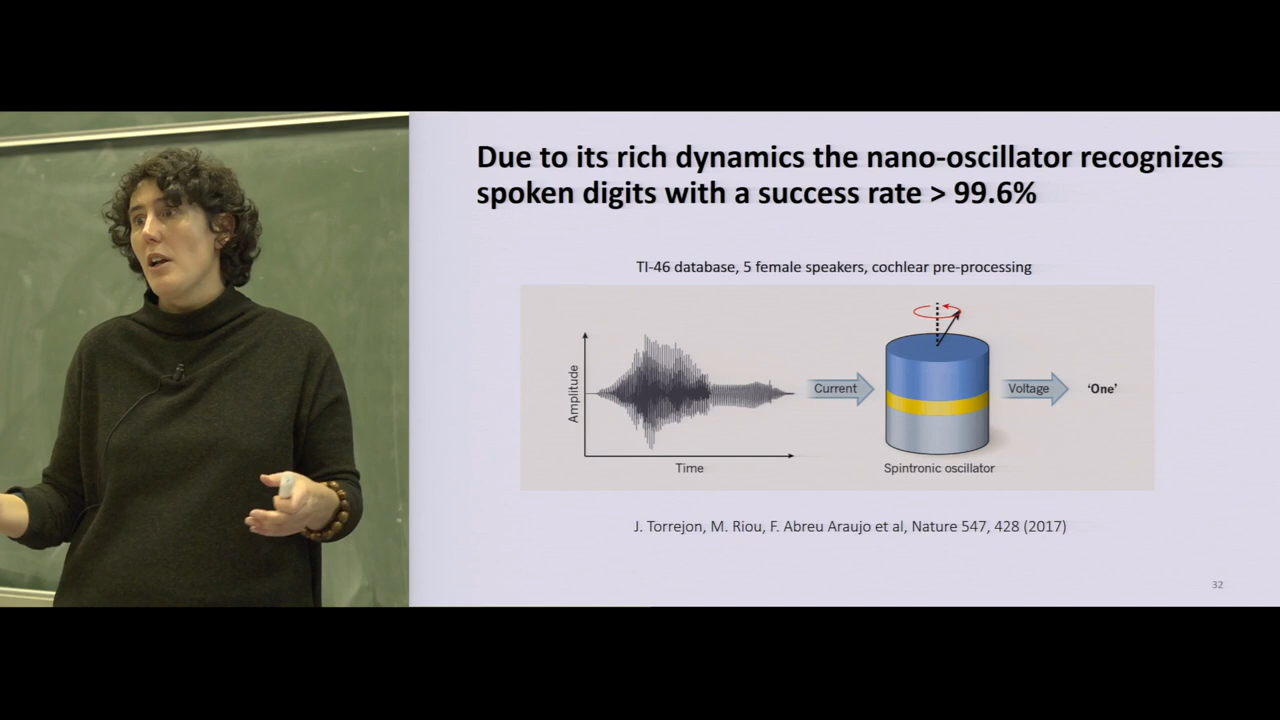 Due to its rich dynamics the nano-oscillator recognizes
spoken digits with a success rate > 99.6%
TI-46 database, 5 female speakers, cochlear pre-processing
Amplitude
Time
Current
Voltage
‘One’
Spintronic oscillator
J. Torrejon, M. Riou, F. Abreu Araujo et al, Nature 547, 428 (2017)
32